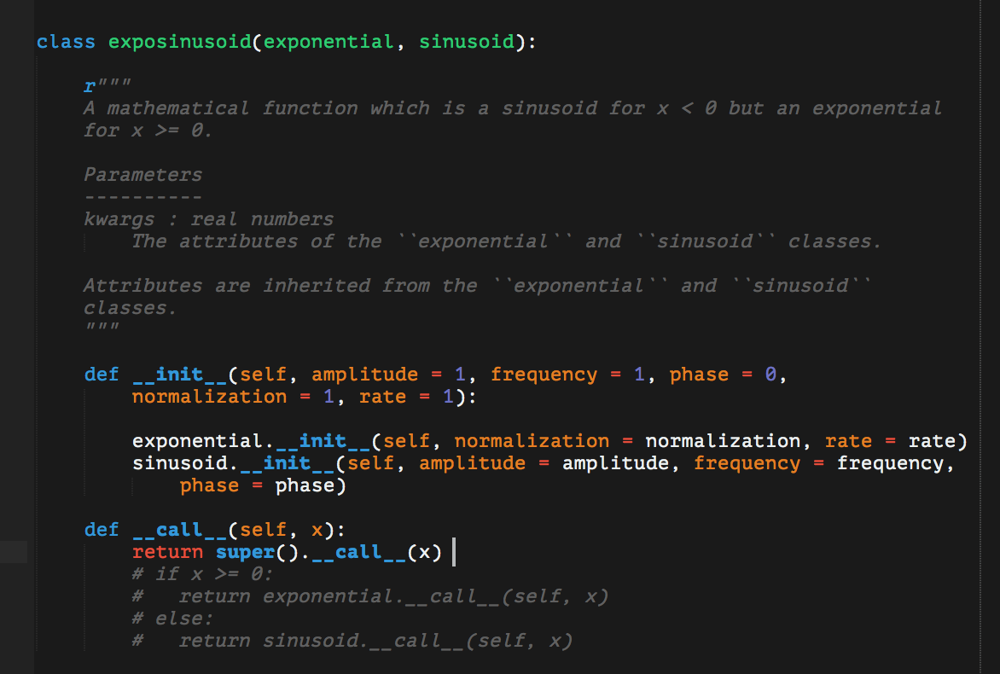 class exposinusoid(exponential, sinusoid):
r"""
A mathematical function which is a sinusoid for x < 0 but an exponential
for x >= 0.
Parameters
----------
kwargs : real numbers
The attributes of the ``exponential`` and ``sinusoid`` classes.
Attributes are inherited from the ``exponential`` and ``sinusoid``
classes.
"""
def __init__(self, amplitude = 1, frequency = 1, phase = 0,
normalization = 1, rate = 1):
exponential.__init__(self, normalization = normalization, rate = rate)
sinusoid.__init__(self, amplitude = amplitude, frequency = frequency,
phase = phase)
def __call__(self, x):
return super().__call__(x)
# if x >= 0:
#   return exponential.__call__(self, x)
# else:
#   return sinusoid.__call__(self, x)